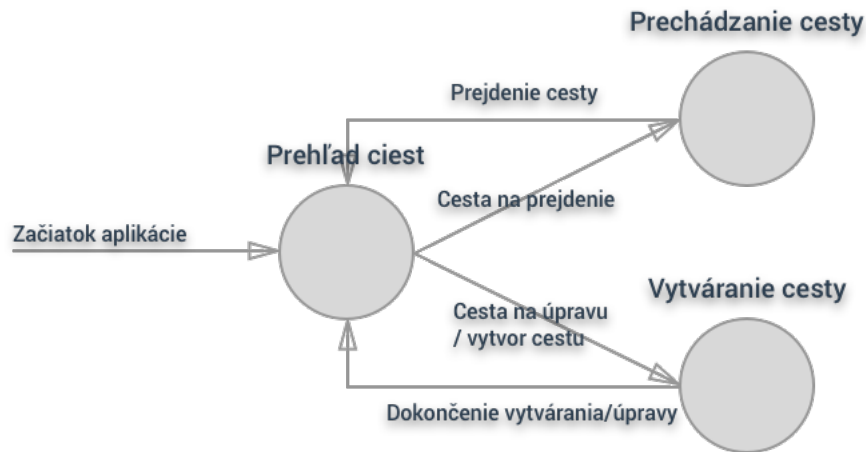 Prechádzanie cesty
Prejdenie cesty
Prehľad ciest
Cesta na prejdenie
Začiatok aplikácie
Vytváranie cesty
Cesta na úpravu
/ vytvor cestu
Dokončenie vytvárania/úpravy